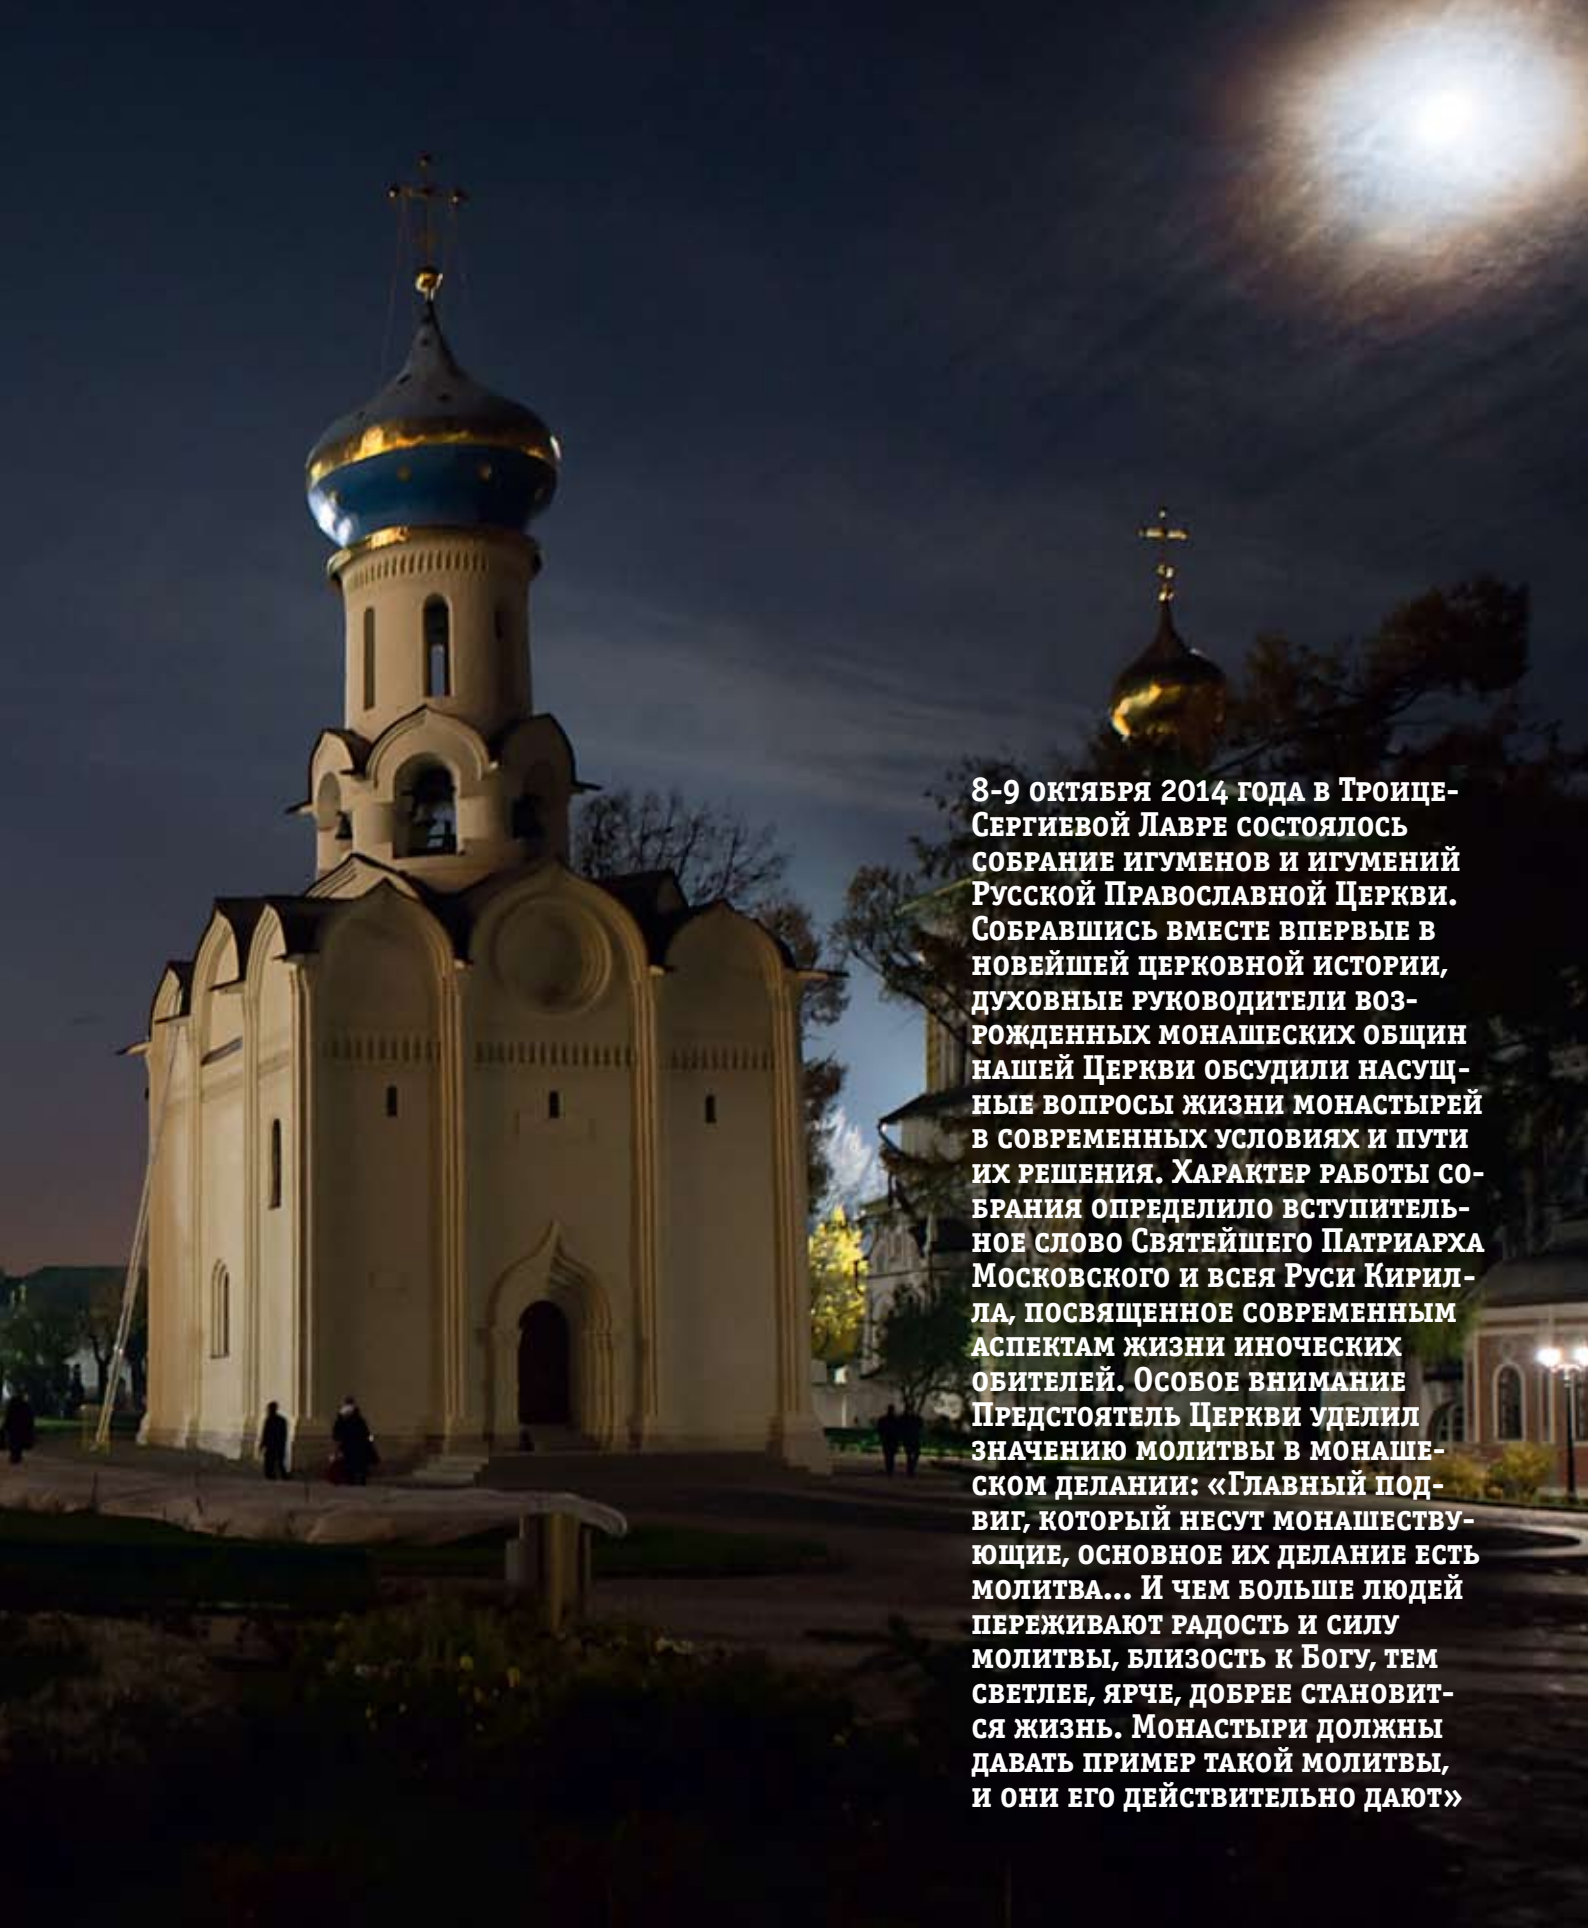 8-9 октября 2014 года в Троице-
Сергиевой Лавре состоялось
собрание игуменов и игумений
Русской Православной Церкви.
Собравшись вместе впервые в
новейшей церковной истории,
духовные руководители воз-
рожденных монашеских общин
нашей Церкви обсудили насущ-
ные вопросы жизни монастырей
в современных условиях и пути
их решения. Характер работы со-
брания определило вступитель-
ное слово Святейшего Патриарха
Московского и всея Руси Кирил-
ла, посвященное современным
аспектам жизни иноческих
обителей. Особое внимание
Предстоятель Церкви уделил
значению молитвы в монаше-
ском делании: «Главный под-
виг, который несут монашеству-
ющие, основное их делание есть
молитва... И чем больше людей
переживают радость и силу
молитвы, близость к Богу, тем
светлее, ярче, добрее становит-
ся жизнь. Монастыри должны
давать пример такой молитвы,
и они его действительно дают»